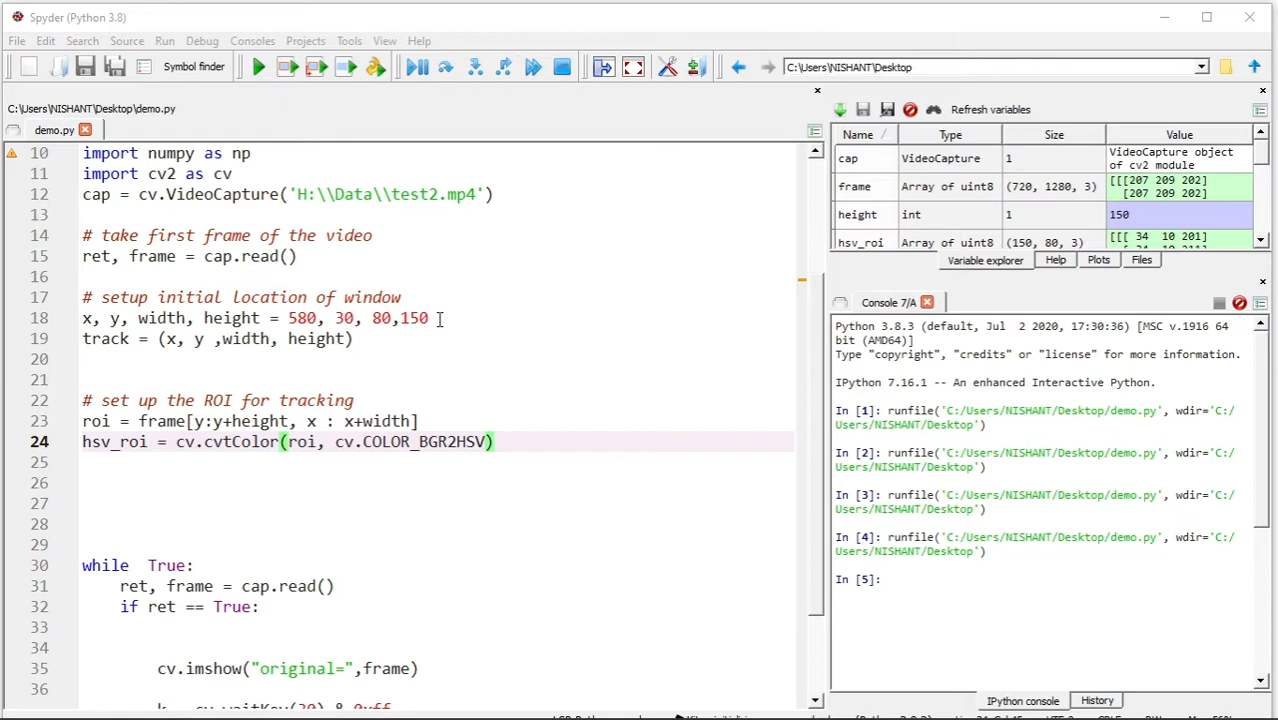 Spyder (Python 3.8)
File Edit Search Source Run Debug Consoles Projects Tools View Help
Symbol finder
C:\Users\NISHANT\Desktop
C:\Users\NISHANT\Desktop\demo.py
demo.py
10 import numpy as np
11 import cv2 as cv
12 cap = cv.VideoCapture('H:\\Data\\test2.mp4')
13
14 # take first frame of the video
15 ret, frame = cap.read()
16
17 # setup initial location of window
18 x, y, width, height = 580, 30, 80,150
19 track = (x, y ,width, height)
20
21
22 # set up the ROI for tracking
23 roi = frame[y:y+height, x : x+width]
24 hsv_roi = cv.cvtColor(roi, cv.COLOR_BGR2HSV)
25
26
27
28
29
30 while True:
31 ret, frame = cap.read()
32 if ret == True:
33
34
35 cv.imshow("original=",frame)
36
k = cv.waitKey(30) & 0xff
Refresh variables
Name Type Size Value
cap VideoCapture 1 VideoCapture object
of cv2 module
frame Array of uint8 (720, 1280, 3) [[[207 209 202]
[207 209 202]
height int 1 150
hsv_roi Array of uint8 (150, 80, 3) [[[ 34 10 201]
Variable explorer Help Plots Files
Console 7/A
Python 3.8.3 (default, Jul 2 2020, 17:30:36) [MSC v.1916 64
bit (AMD64)]
Type "copyright", "credits" or "license" for more information.
IPython 7.16.1 -- An enhanced Interactive Python.
In [1]: runfile('C:/Users/NISHANT/Desktop/demo.py', wdir='C:/
Users/NISHANT/Desktop')
In [2]: runfile('C:/Users/NISHANT/Desktop/demo.py', wdir='C:/
Users/NISHANT/Desktop')
In [3]: runfile('C:/Users/NISHANT/Desktop/demo.py', wdir='C:/
Users/NISHANT/Desktop')
In [4]: runfile('C:/Users/NISHANT/Desktop/demo.py', wdir='C:/
Users/NISHANT/Desktop')
In [5]:
IPython console History